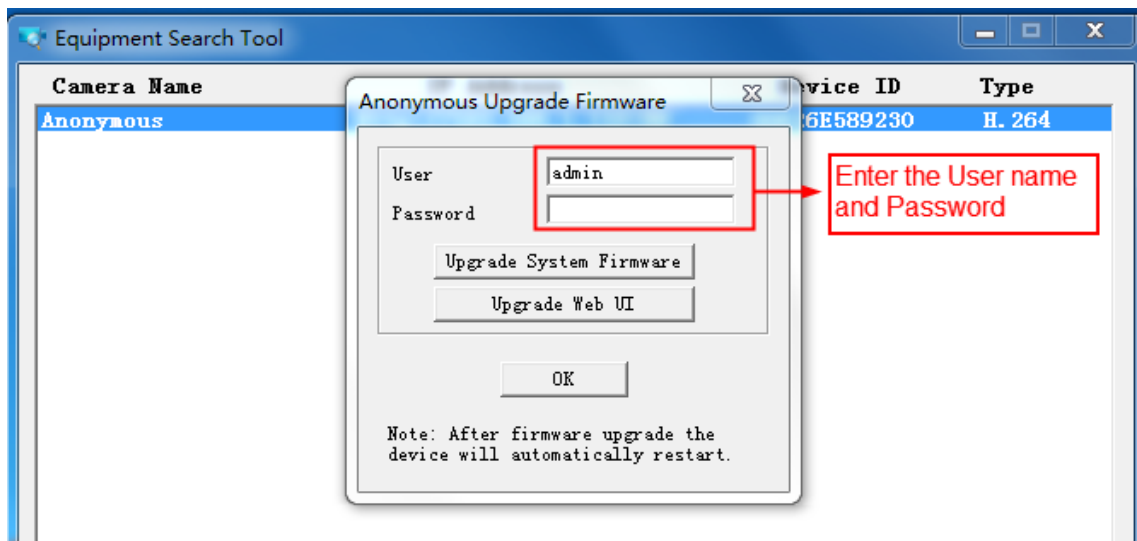 Equipment Search Tool
Camera Name
Device ID
Type
Anonymous
6E589230
H.264
Anonymous Upgrade Firmware
User
admin
Password
Upgrade System Firmware
Upgrade Web UI
OK
Note: After firmware upgrade the
device will automatically restart.
Enter the User name
and Password